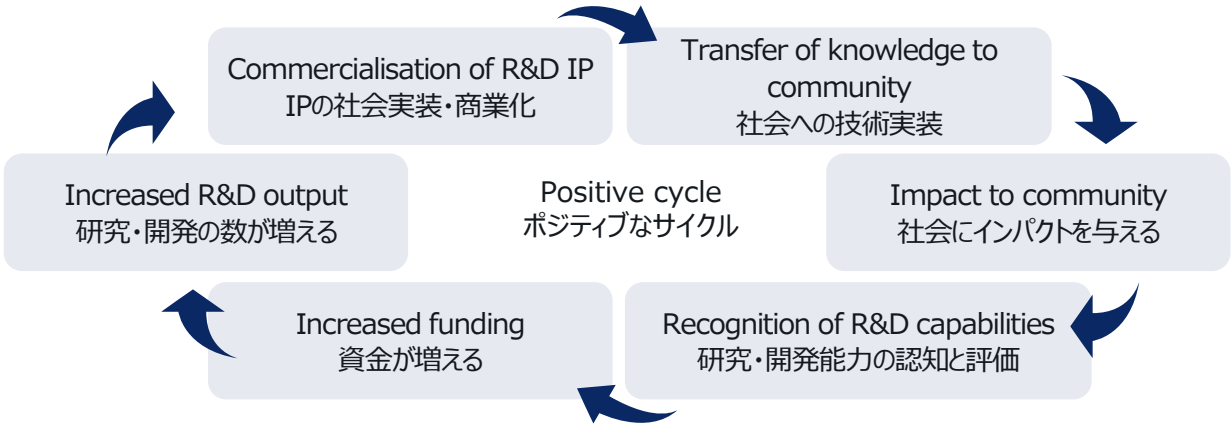 Commercialisation of R&D IP
IPの社会実装・商業化
Transfer of knowledge to
community
社会への技術実装
Increased R&D output
研究・開発の数が増える
Positive cycle
ポジティブなサイクル
Impact to community
社会にインパクトを与える
Increased funding
資金が増える
Recognition of R&D capabilities
研究・開発能力の認知と評価